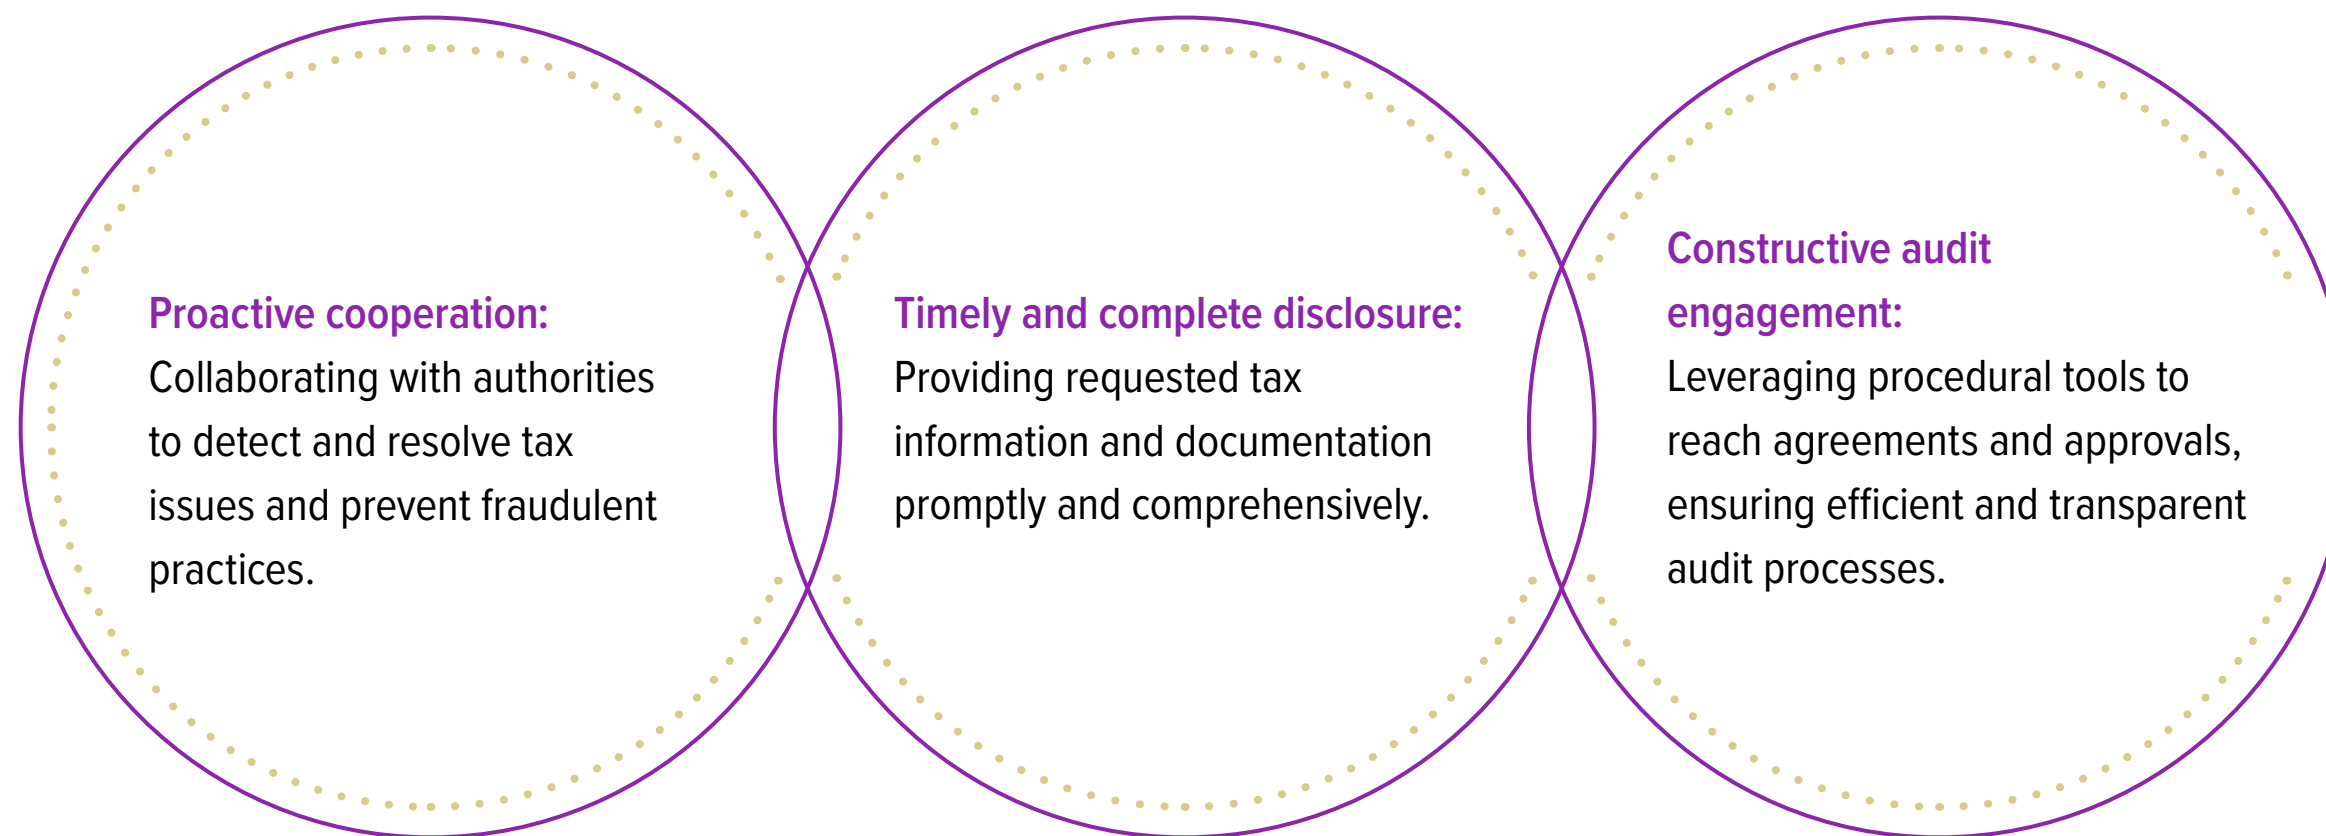 Proactive cooperation:
Collaborating with authorities
to detect and resolve tax
issues and prevent fraudulent
practices.
Timely and complete disclosure:
Providing requested tax
information and documentation
promptly and comprehensively.
Constructive audit
engagement:
Leveraging procedural tools to
reach agreements and approvals,
ensuring efficient and transparent
audit processes.